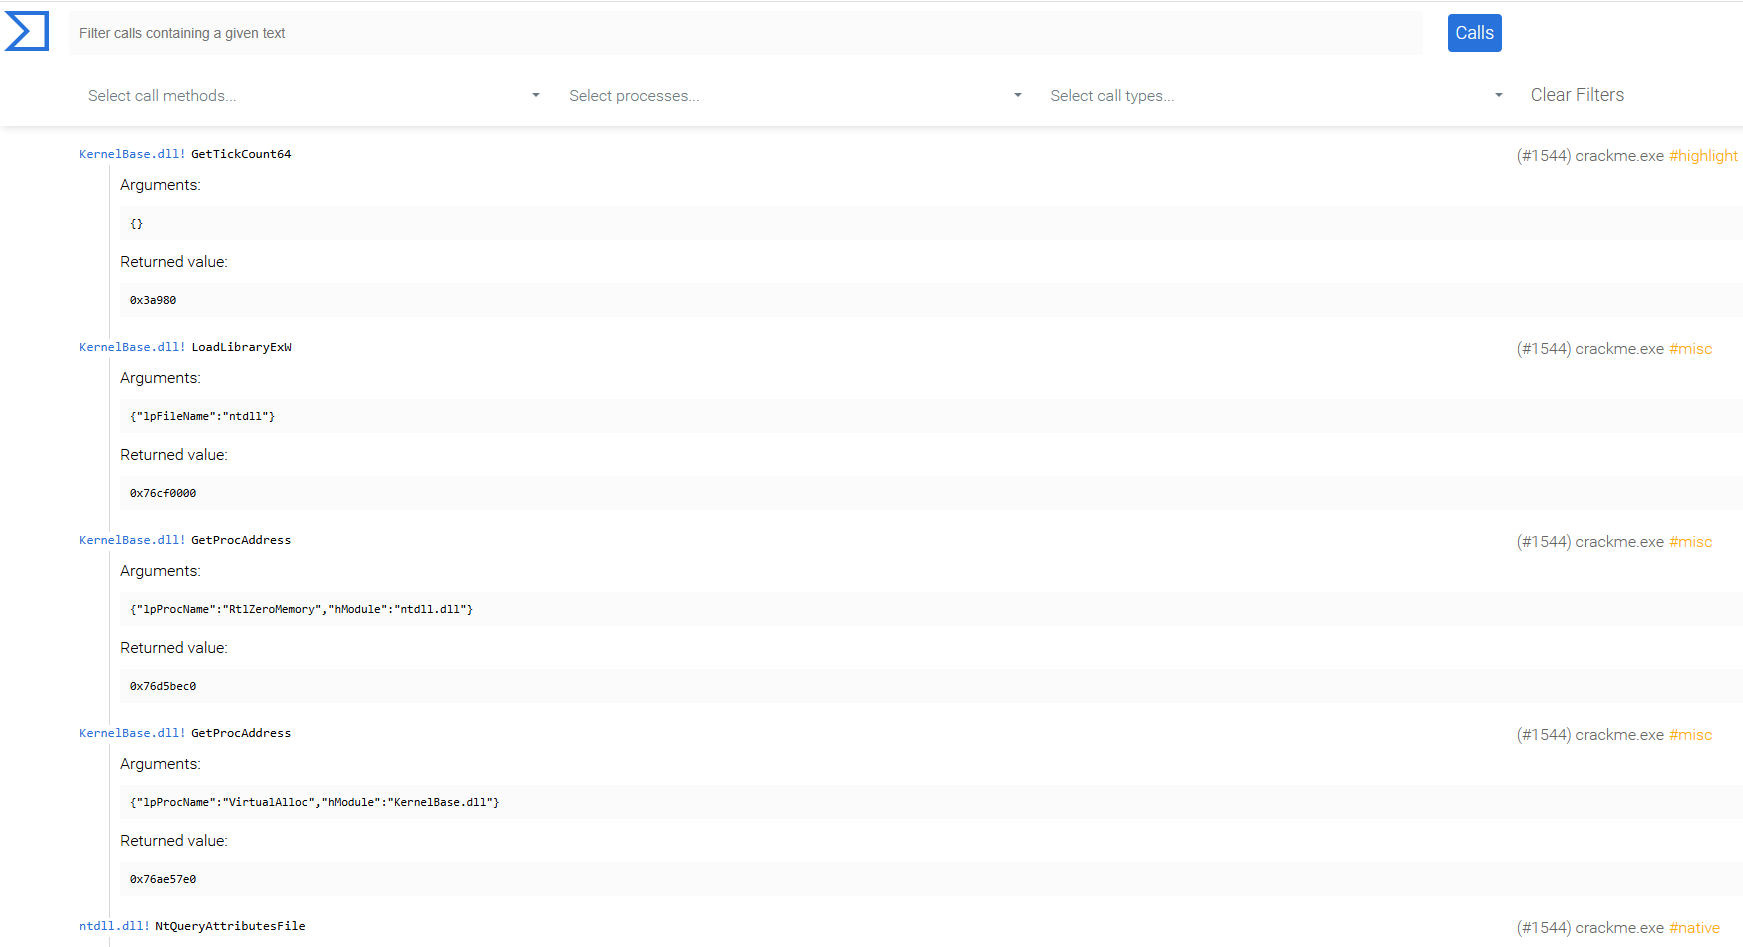 Filter calls containing a given text
Calls
Select call methods...
Select processes...
Select call types...
Clear Filters
KernelBase.dll! GetTickCount64
(#1544) crackme.exe #highlight
Arguments:
{}
Returned value:
0x3a980
KernelBase.dll! LoadLibraryExW
(#1544) crackme.exe #misc
Arguments:
{"lpFileName":"ntdll"}
Returned value:
0x76cf0000
KernelBase.dll! GetProcAddress
(#1544) crackme.exe #misc
Arguments:
{"lpProcName":"RtlZeroMemory","hModule":"ntdll.dll"}
Returned value:
0x76d5bec0
KernelBase.dll! GetProcAddress
(#1544) crackme.exe #misc
Arguments:
{"lpProcName":"VirtualAlloc","hModule":"KernelBase.dll"}
Returned value:
0x76ae57e0
ntdll.dll! NtQueryAttributesFile
(#1544) crackme.exe #native